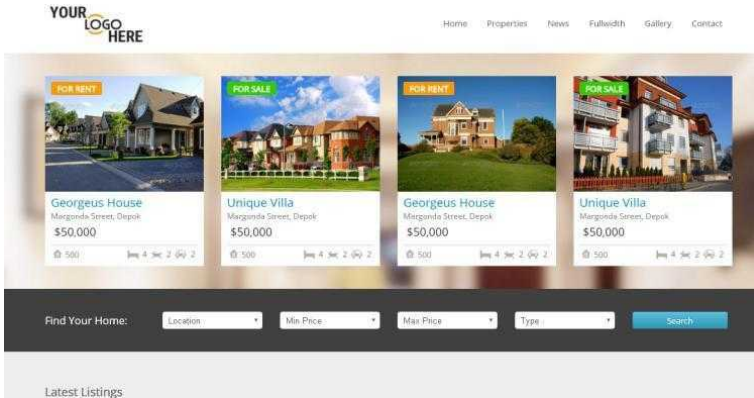 YOUR
LOGO
HERE
Home Properties News Fullwidth Gallery Contact
FOR RENT FOR SALE FOR RENT FOR SALE
Georgeus House Unique Villa Georgeus House Unique Villa
Margonda Street, Depok Margonda Street, Depok Margonda Street, Depok Margonda Street, Depok
$50,000 $50,000 $50,000 $50,000
500 4 2 2 500 4 2 2 500 4 2 2 500 4 2 2
Find Your Home: Location Min Price Max Price Type Search
Latest Listings